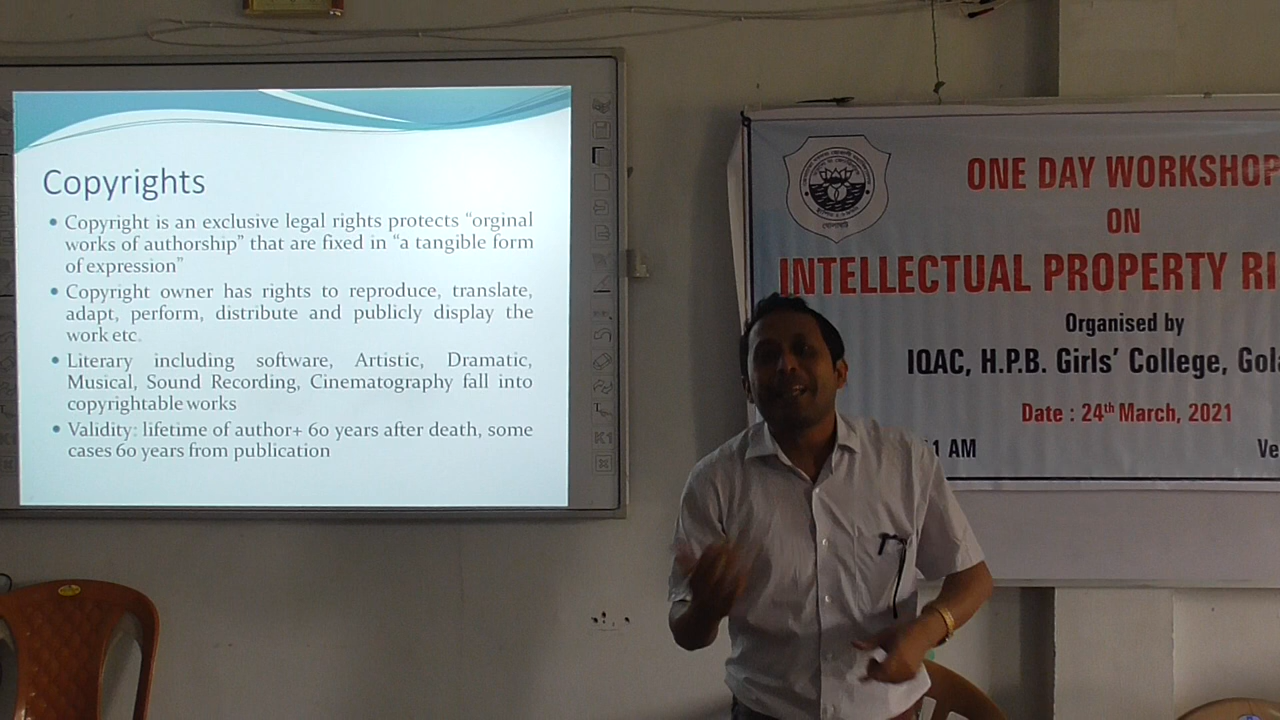 Copyrights
• Copyright is an exclusive legal rights protects “orginal
works of authorship” that are fixed in “a tangible form
of expression”
• Copyright owner has rights to reproduce, translate,
adapt, perform, distribute and publicly display the
work etc.
• Literary including software, Artistic, Dramatic,
Musical, Sound Recording, Cinematography fall into
copyrightable works
• Validity: lifetime of author+ 60 years after death, some
cases 60 years from publication
ONE DAY WORKSHOP
ON
INTELLECTUAL PROPERTY RI
Organised by
IQAC, H.P.B. Girls’ College, Gola
Date : 24th March, 2021
1 AM
Ve